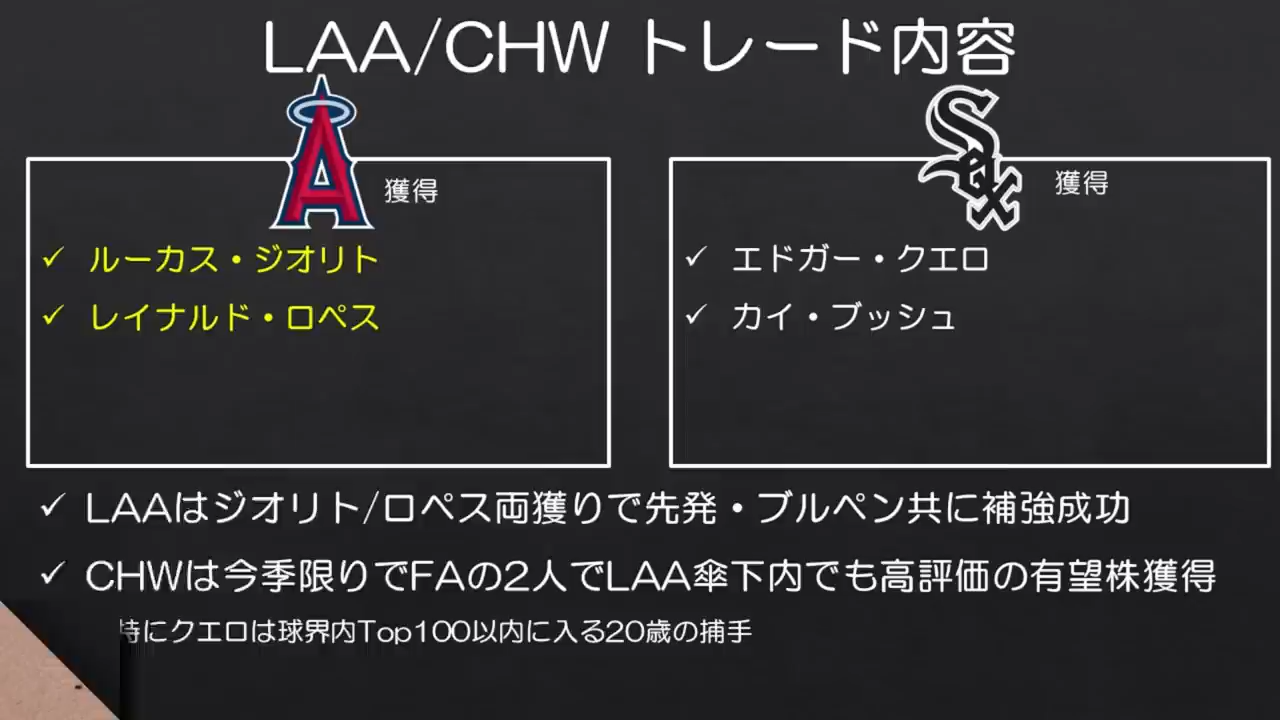 LAA/CHW トレード内容
A
獲得
✓ ルーカス・ジオリト
✓ レイナルド・ロペス
Sox
獲得
✓ エドガー・クエロ
✓ カイ・ブッシュ
✓ LAAはジオリト/ロペス両獲りで先発・ブルペン共に補強成功
✓ CHWは今季限りでFAの2人でLAA傘下内でも高評価の有望株獲得
特にクエロは球界内Top100以内に入る20歳の捕手